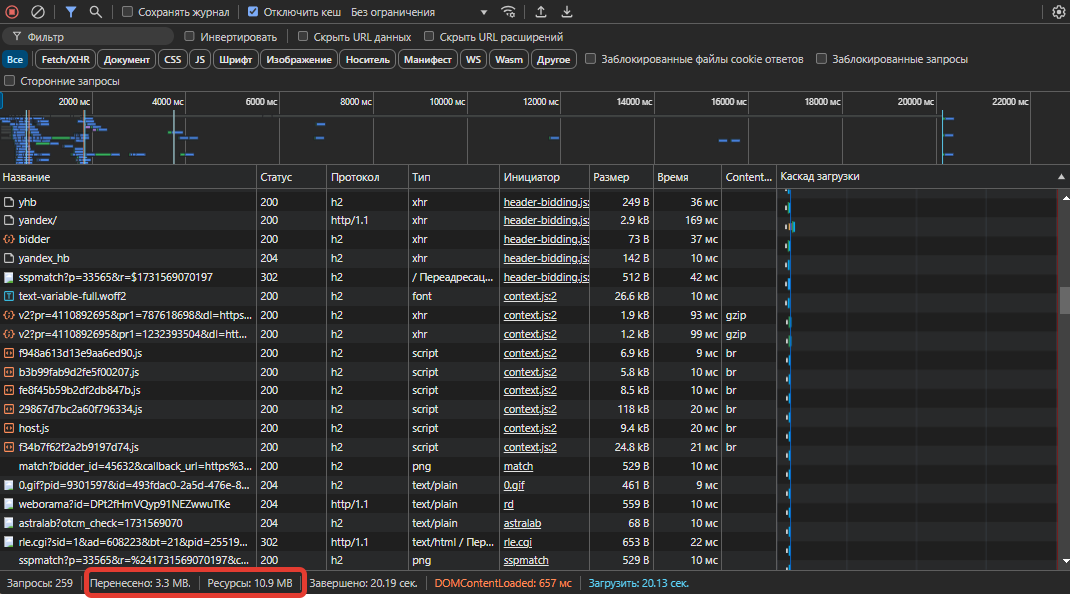 Сохранять журнал Отключить кеш Без ограничения
Фильтр Инвертировать Скрыть URL данных Скрыть URL расширений
Все Fetch/XHR Документ CSS JS Шрифт Изображение Носитель Манифест WS Wasm Другое Заблокированные файлы cookie ответов Заблокированные запросы
Сторонние запросы
2000 мс 4000 мс 6000 мс 8000 мс 10000 мс 12000 мс 14000 мс 16000 мс 18000 мс 20000 мс 22000 мс
Название Статус Протокол Тип Инициатор Размер Время Content... Каскад загрузки
yhb 200 h2 xhr header-bidding.js: 249 B 36 мс
yandex/ 200 http/1.1 xhr header-bidding.js: 2.9 kB 169 мс
bidder 200 h2 xhr header-bidding.js: 73 B 37 мс
yandex_hb 204 h2 xhr header-bidding.js: 142 B 10 мс
sspmatch?p=33565&r=$1731569070197 302 h2 / Переадресац... header-bidding.js: 512 B 42 мс
text-variable-full.woff2 200 h2 font context.js:2 26.6 kB 10 мс
v2?pr=4110892695&pr1=787618698&dl=https... 200 h2 xhr context.js:2 1.9 kB 93 мс gzip
v2?pr=4110892695&pr1=1232393504&dl=htt... 200 h2 xhr context.js:2 1.2 kB 99 мс gzip
f948a613d13e9aa6ed90.js 200 h2 script context.js:2 6.9 kB 9 мс br
b3b99fab9d2fe5f00207.js 200 h2 script context.js:2 5.8 kB 10 мс br
fe8f45b59b2df2db847b.js 200 h2 script context.js:2 8.5 kB 10 мс br
29867d7bc2a60f796334.js 200 h2 script context.js:2 118 kB 20 мс br
host.js 200 h2 script context.js:2 9.4 kB 20 мс br
f34b7f62f2a2b9197d74.js 200 h2 script context.js:2 24.8 kB 21 мс br
match?bidder_id=45632&callback_url=https%3... 200 h2 png match 529 B 10 мс
0.gif?pid=9301597&id=493fdac0-2a5d-476e-8... 204 h2 text/plain 0.gif 461 B 9 мс
weborama?id=DPt2fHmVQyp91NEZwwuTKe 204 http/1.1 text/plain rd 559 B 10 мс
astralab?otcm_check=1731569070 204 h2 text/plain astralab 68 B 10 мс
rle.cgi?sid=1&ad=608223&bt=21&pid=25519... 302 http/1.1 text/html / Пер... rle.cgi 653 B 22 мс
sspmatch?p=33565&r=%241731569070197&c... 200 h2 png sspmatch 529 B 10 мс
Запросы: 259 Перенесено: 3.3 MB. Ресурсы: 10.9 MB Завершено: 20.19 сек. DOMContentLoaded: 657 мс Загрузить: 20.13 сек.